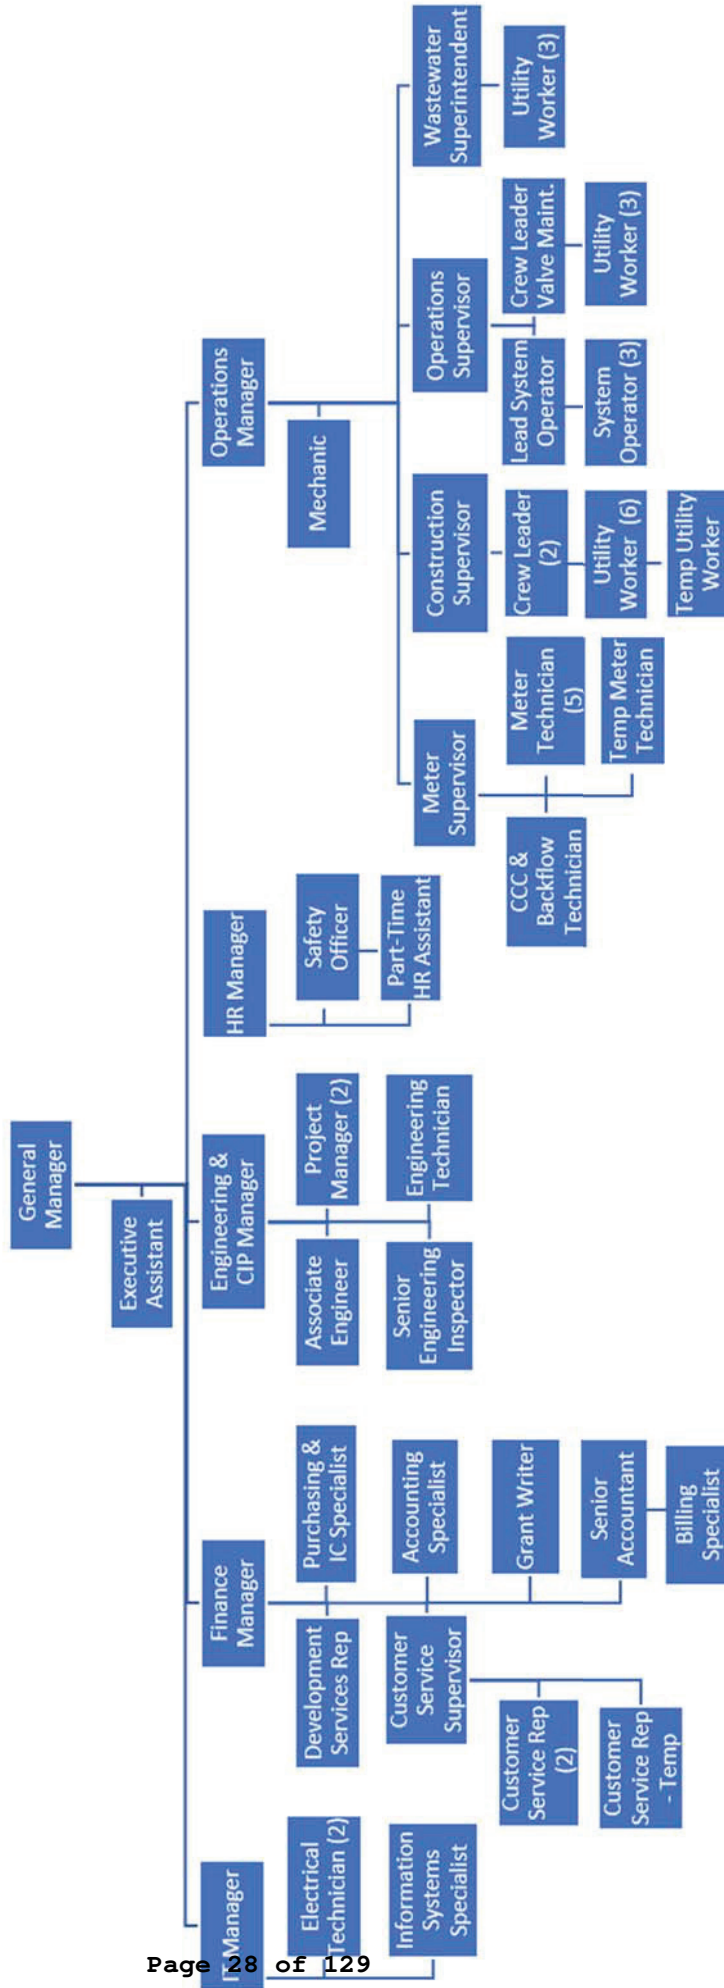 General
Manager
Executive
Assistant
IT Manager
Electrical
Technician (2)
Information
Systems
Specialist
Finance
Manager
Development
Services Rep
Purchasing &
IC Specialist
Customer
Service
Supervisor
Accounting
Specialist
Customer
Service Rep
(2)
Customer
Service Rep
- Temp
Grant Writer
Senior
Accountant
Billing
Specialist
Engineering &
CIP Manager
Associate
Engineer
Project
Manager (2)
Senior
Engineering
Inspector
Engineering
Technician
HR Manager
Safety
Officer
Part-Time
HR Assistant
Operations
Manager
Mechanic
Meter
Supervisor
CCC &
Backflow
Technician
Meter
Technician
(5)
Temp Meter
Technician
Construction
Supervisor
Crew Leader
(2)
Utility
Worker (6)
Temp Utility
Worker
Operations
Supervisor
Lead System
Operator
System
Operator (3)
Crew Leader
Valve Maint.
Utility
Worker (3)
Wastewater
Superintendent
Utility
Worker (3)
Page 28 of 129